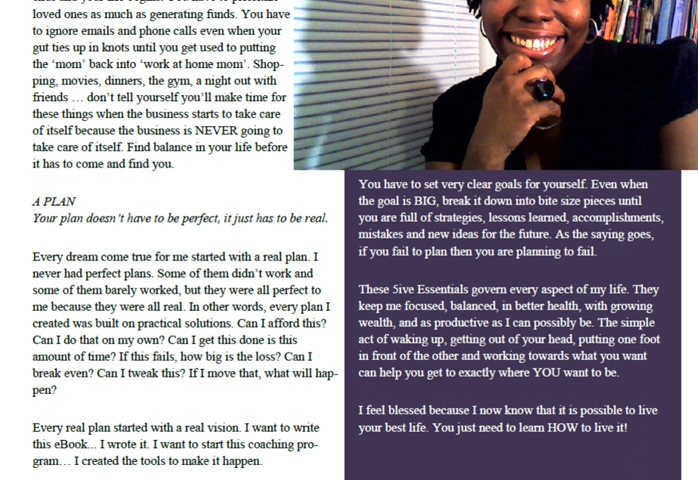 loved ones as much as generating funds. You have
to ignore emails and phone calls even when your
gut ties up in knots until you get used to putting
the ‘mom’ back into ‘work at home mom’. Shop-
ping, movies, dinners, the gym, a night out with
friends … don’t tell yourself you’ll make time for
these things when the business starts to take care
of itself because the business is NEVER going to
take care of itself. Find balance in your life before
it has to come and find you.
A PLAN
Your plan doesn’t have to be perfect, it just has to be real.
Every dream come true for me started with a real plan. I
never had perfect plans. Some of them didn’t work and
some of them barely worked, but they were all perfect to
me because they were all real. In other words, every plan I
created was built on practical solutions. Can I afford this?
Can I do that on my own? Can I get this done is this
amount of time? If this fails, how big is the loss? Can I
break even? Can I tweak this? If I move that, what will hap-
pen?
Every real plan started with a real vision. I want to write
this eBook... I wrote it. I want to start this coaching pro-
gram… I created the tools to make it happen.
You have to set very clear goals for yourself. Even when
the goal is BIG, break it down into bite size pieces until
you are full of strategies, lessons learned, accomplishments,
mistakes and new ideas for the future. As the saying goes,
if you fail to plan then you are planning to fail.
These 5ive Essentials govern every aspect of my life. They
keep me focused, balanced, in better health, with growing
wealth, and as productive as I can possibly be. The simple
act of waking up, getting out of your head, putting one foot
in front of the other and working towards what you want
can help you get to exactly where YOU want to be.
I feel blessed because I now know that it is possible to live
your best life. You just need to learn HOW to live it!